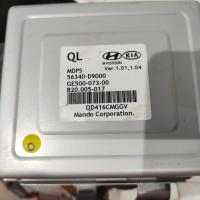 QL
HYUNDAI
KIA
MDPS
Ver.1.01,1.04
56340-D9000
GE500-073-00
820.005-017
QD416CMGGV
Mando Corporation.